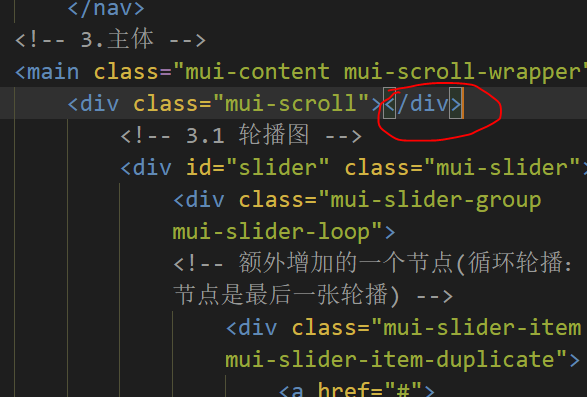 </nav>
<!-- 3.主体 -->
<main class="mui-content mui-scroll-wrapper"
<div class="mui-scroll"></div>
<!-- 3.1 轮播图 -->
<div id="slider" class="mui-slider">
<div class="mui-slider-group
mui-slider-loop">
<!-- 额外增加的一个节点(循环轮播:
节点是最后一张轮播) -->
<div class="mui-slider-item
mui-slider-item-duplicate">
<a href="#">